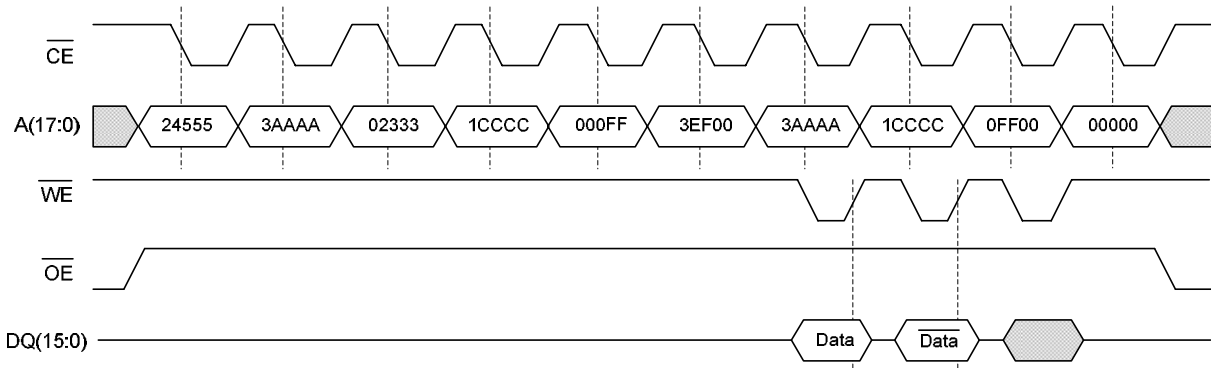 CE
A(17:0) 24555 3AAAA 02333 1CCCC 000FF 3EF00 3AAAA 1CCCC 0FF00 00000
WE
OE
DQ(15:0) Data Data